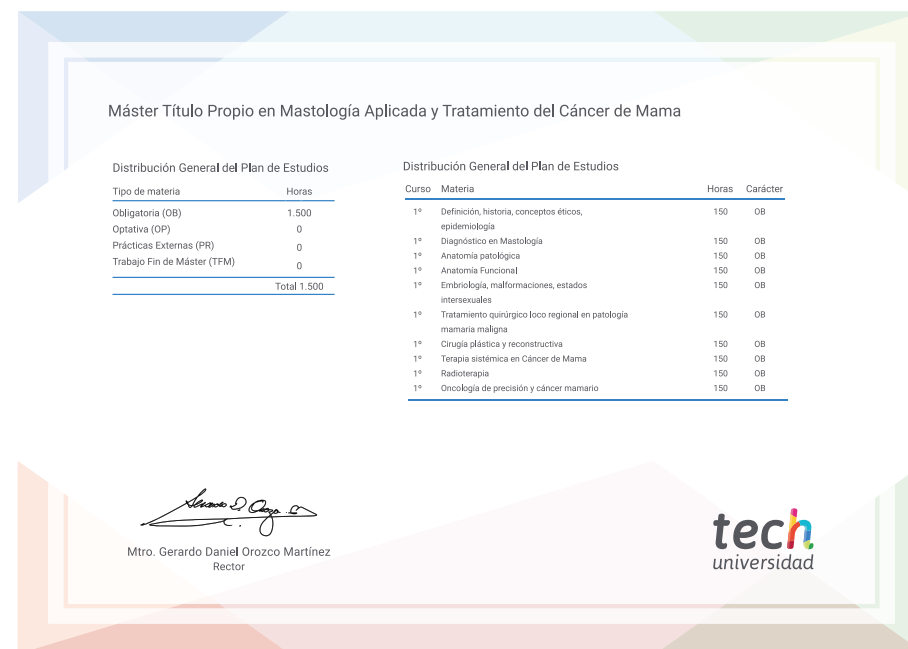 Máster Título Propio en Mastología Aplicada y Tratamiento del Cáncer de Mama
Distribución General del Plan de Estudios
Tipo de materia Horas
Obligatoria (OB) 1.500
Optativa (OP) 0
Prácticas Externas (PR) 0
Trabajo Fin de Máster (TFM) 0
Total 1.500
Distribución General del Plan de Estudios
Curso Materia Horas Carácter
1º Definición, historia, conceptos éticos, 150 OB
epidemiología
1º Diagnóstico en Mastología 150 OB
1º Anatomía patológica 150 OB
1º Anatomía Funcional 150 OB
1º Embriología, malformaciones, estados 150 OB
intersexuales
1º Tratamiento quirúrgico loco regional en patología 150 OB
mamaria maligna
1º Cirugía plástica y reconstructiva 150 OB
1º Terapia sistémica en Cáncer de Mama 150 OB
1º Radioterapia 150 OB
1º Oncología de precisión y cáncer mamario 150 OB
Mtro. Gerardo Daniel Orozco Martínez
Rector
tech
universidad